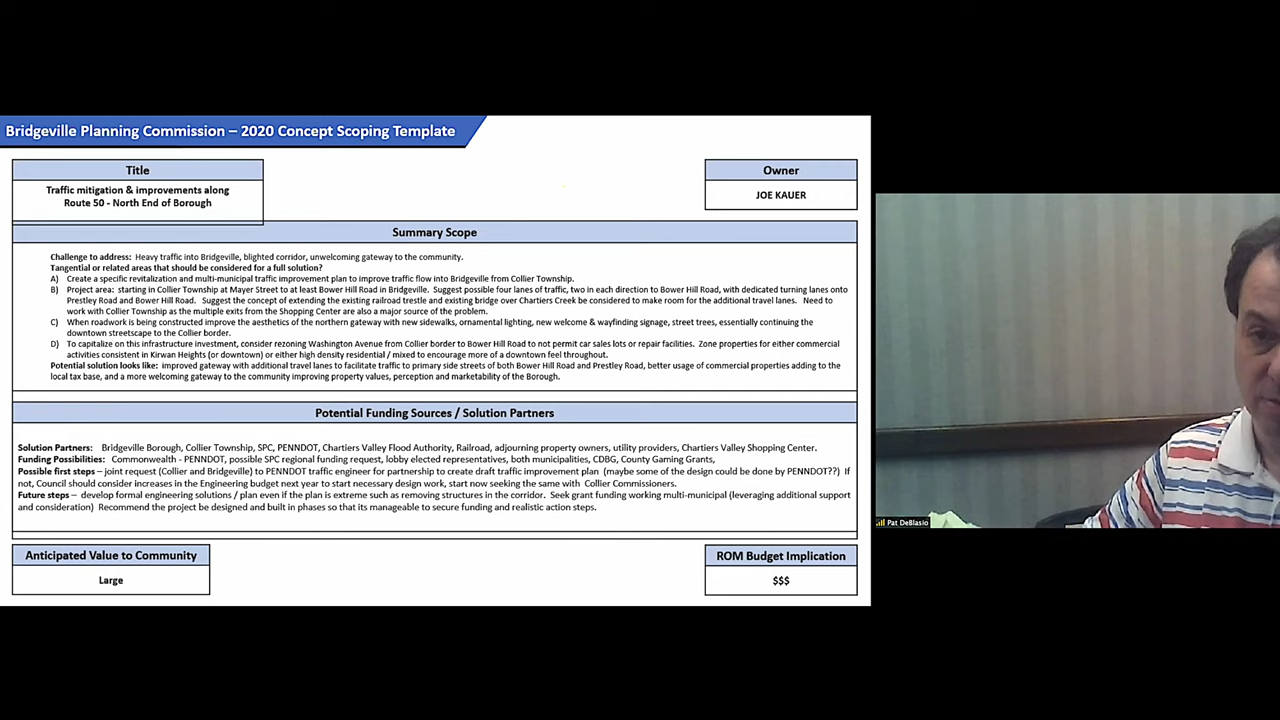 Bridgeville Planning Commission – 2020 Concept Scoping Template
Title
Traffic mitigation & improvements along
Route 50 - North End of Borough
Owner
JOE KAUER
Summary Scope
Challenge to address: Heavy traffic into Bridgeville, blighted corridor, unwelcoming gateway to the community.
Tangential or related areas that should be considered for a full solution?
A) Create a specific revitalization and multi-municipal traffic improvement plan to improve traffic flow into Bridgeville from Collier Township.
B) Project area: starting in Collier Township at Mayer Street to at least Bower Hill Road in Bridgeville. Suggest possible four lanes of traffic, two in each direction to Bower Hill Road, with dedicated turning lanes onto
Prestley Road and Bower Hill Road. Suggest the concept of extending the existing railroad trestle and existing bridge over Chartiers Creek be considered to make room for the additional travel lanes. Need to
work with Collier Township as the multiple exits from the Shopping Center are also a major source of the problem.
C) When roadwork is being constructed improve the aesthetics of the northern gateway with new sidewalks, ornamental lighting, new welcome & wayfinding signage, street trees, essentially continuing the
downtown streetscape to the Collier border.
D) To capitalize on this infrastructure investment, consider rezoning Washington Avenue from Collier border to Bower Hill Road to not permit car sales lots or repair facilities. Zone properties for either commercial
activities consistent in Kirwan Heights (or downtown) or either high density residential / mixed to encourage more of a downtown feel throughout.
Potential solution looks like: improved gateway with additional travel lanes to facilitate traffic to primary side streets of both Bower Hill Road and Prestley Road, better usage of commercial properties adding to the
local tax base, and a more welcoming gateway to the community improving property values, perception and marketability of the Borough.
Potential Funding Sources / Solution Partners
Solution Partners: Bridgeville Borough, Collier Township, SPC, PENNDOT, Chartiers Valley Flood Authority, Railroad, adjourning property owners, utility providers, Chartiers Valley Shopping Center.
Funding Possibilities: Commonwealth - PENNDOT, possible SPC regional funding request, lobby elected representatives, both municipalities, CDBG, County Gaming Grants,
Possible first steps – joint request (Collier and Bridgeville) to PENNDOT traffic engineer for partnership to create draft traffic improvement plan (maybe some of the design could be done by PENNDOT??) If
not, Council should consider increases in the Engineering budget next year to start necessary design work, start now seeking the same with Collier Commissioners.
Future steps – develop formal engineering solutions / plan even if the plan is extreme such as removing structures in the corridor. Seek grant funding working multi-municipal (leveraging additional support
and consideration) Recommend the project be designed and built in phases so that its manageable to secure funding and realistic action steps.
Anticipated Value to Community
Large
ROM Budget Implication
$$$
Pat DeBlasio